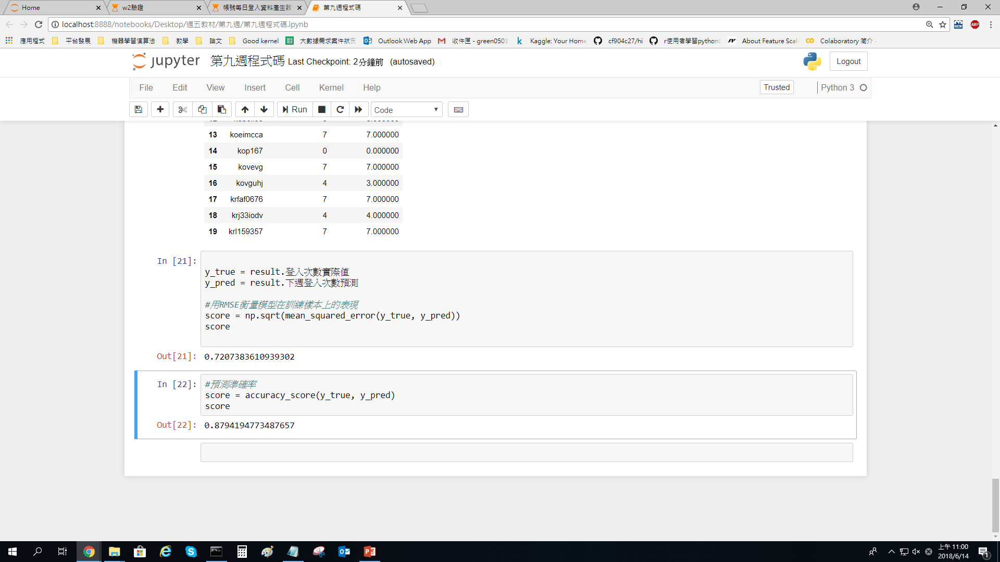 Home
w2驗證
帳號每日登入資料產生器
第九週程式碼
localhost:8888/notebooks/Desktop/週五教材/第九週/第九週程式碼.ipynb
NEW
ABP
應用程式
平台發展
機器學習演算法
教學
論文
Good kernel
大數據需求案件狀況
Outlook Web App
收件匣 - green0503
Kaggle: Your Home
cf904c27/hi
r使用者學習python
About Feature Scal
Colaboratory 簡介 -
jupyter
第九週程式碼
Last Checkpoint: 2分鐘前 (autosaved)
Logout
File
Edit
View
Insert
Cell
Kernel
Help
Trusted
Python 3
Run
Code
13 koeimcca 7 7.000000
14 kop167 0 0.000000
15 kovevg 7 7.000000
16 kovguhj 4 3.000000
17 krfaf0676 7 7.000000
18 krj33iodv 4 4.000000
19 krl159357 7 7.000000
In [21]:
y_true = result.登入次數實際值
y_pred = result.下週登入次數預測
#用RMSE衡量模型在訓練樣本上的表現
score = np.sqrt(mean_squared_error(y_true, y_pred))
score
Out[21]: 0.7207383610939302
In [22]: #預測準確率
score = accuracy_score(y_true, y_pred)
score
Out[22]: 0.8794194773487657
上午 11:00
2018/6/14
1